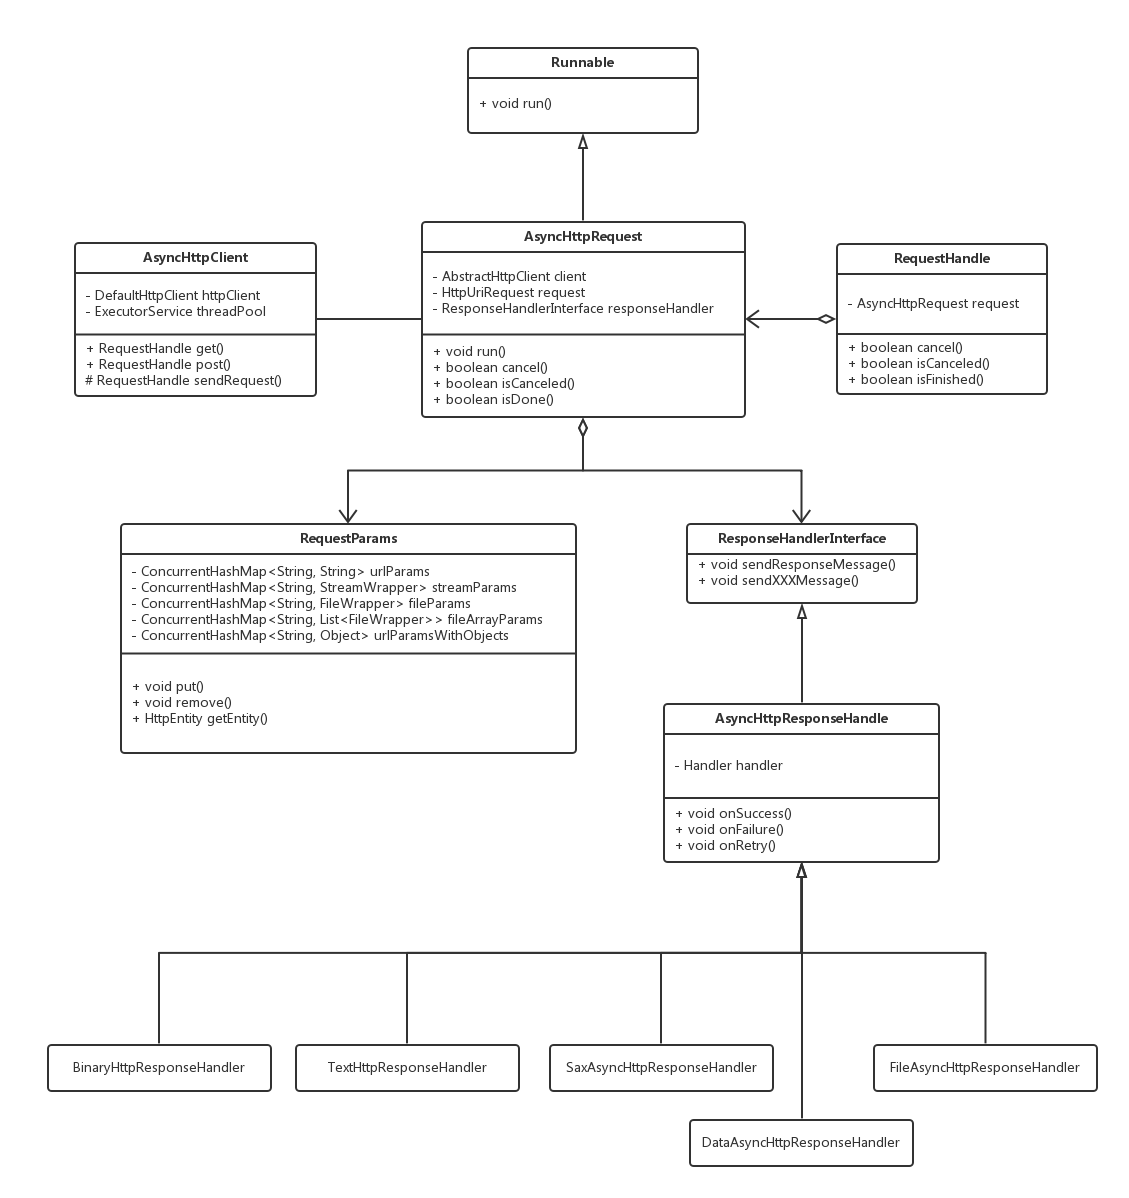 Runnable
+ void run()
AsyncHttpClient
- DefaultHttpClient httpClient
- ExecutorService threadPool
+ RequestHandle get()
+ RequestHandle post()
# RequestHandle sendRequest()
AsyncHttpRequest
- AbstractHttpClient client
- HttpUriRequest request
- ResponseHandlerInterface responseHandler
+ void run()
+ boolean cancel()
+ boolean isCanceled()
+ boolean isDone()
RequestHandle
- AsyncHttpRequest request
+ boolean cancel()
+ boolean isCanceled()
+ boolean isFinished()
RequestParams
- ConcurrentHashMap<String, String> urlParams
- ConcurrentHashMap<String, StreamWrapper> streamParams
- ConcurrentHashMap<String, FileWrapper> fileParams
- ConcurrentHashMap<String, List<FileWrapper>> fileArrayParams
- ConcurrentHashMap<String, Object> urlParamsWithObjects
+ void put()
+ void remove()
+ HttpEntity getEntity()
ResponseHandlerInterface
+ void sendResponseMessage()
+ void sendXXXMessage()
AsyncHttpResponseHandle
- Handler handler
+ void onSuccess()
+ void onFailure()
+ void onRetry()
BinaryHttpResponseHandler
TextHttpResponseHandler
SaxAsyncHttpResponseHandler
FileAsyncHttpResponseHandler
DataAsyncHttpResponseHandler